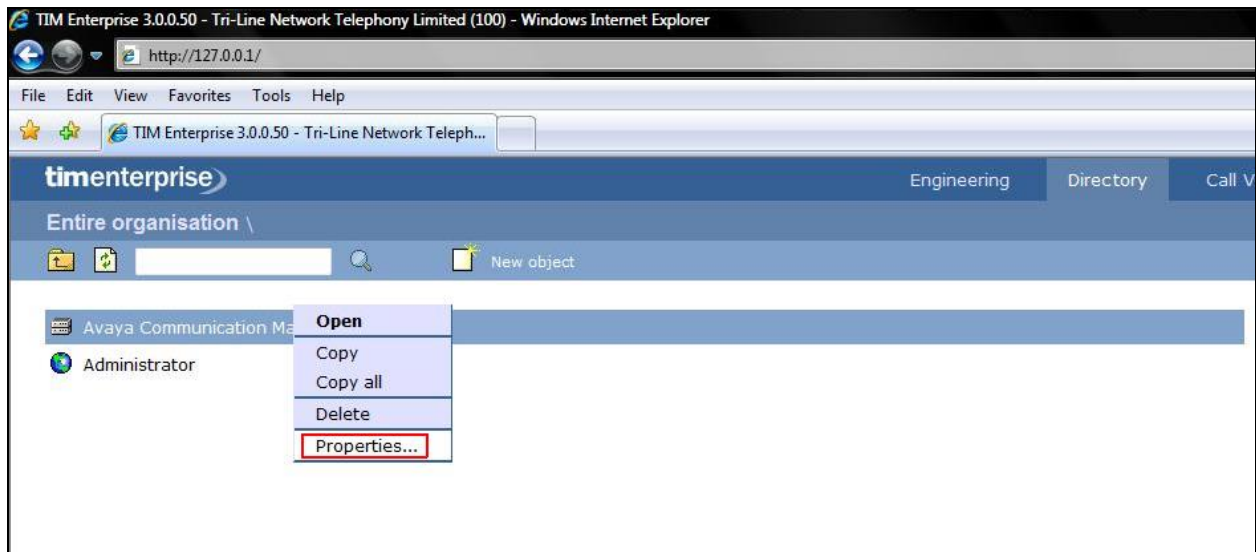 TIM Enterprise 3.0.0.50 - Tri-Line Network Telephony Limited (100) - Windows Internet Explorer
http://127.0.0.1/
File Edit View Favorites Tools Help
TIM Enterprise 3.0.0.50 - Tri-Line Network Teleph...
timenterprise
Engineering Directory Call V
Entire organisation \
New object
Avaya Communication Ma
Administrator
Open
Copy
Copy all
Delete
Properties...